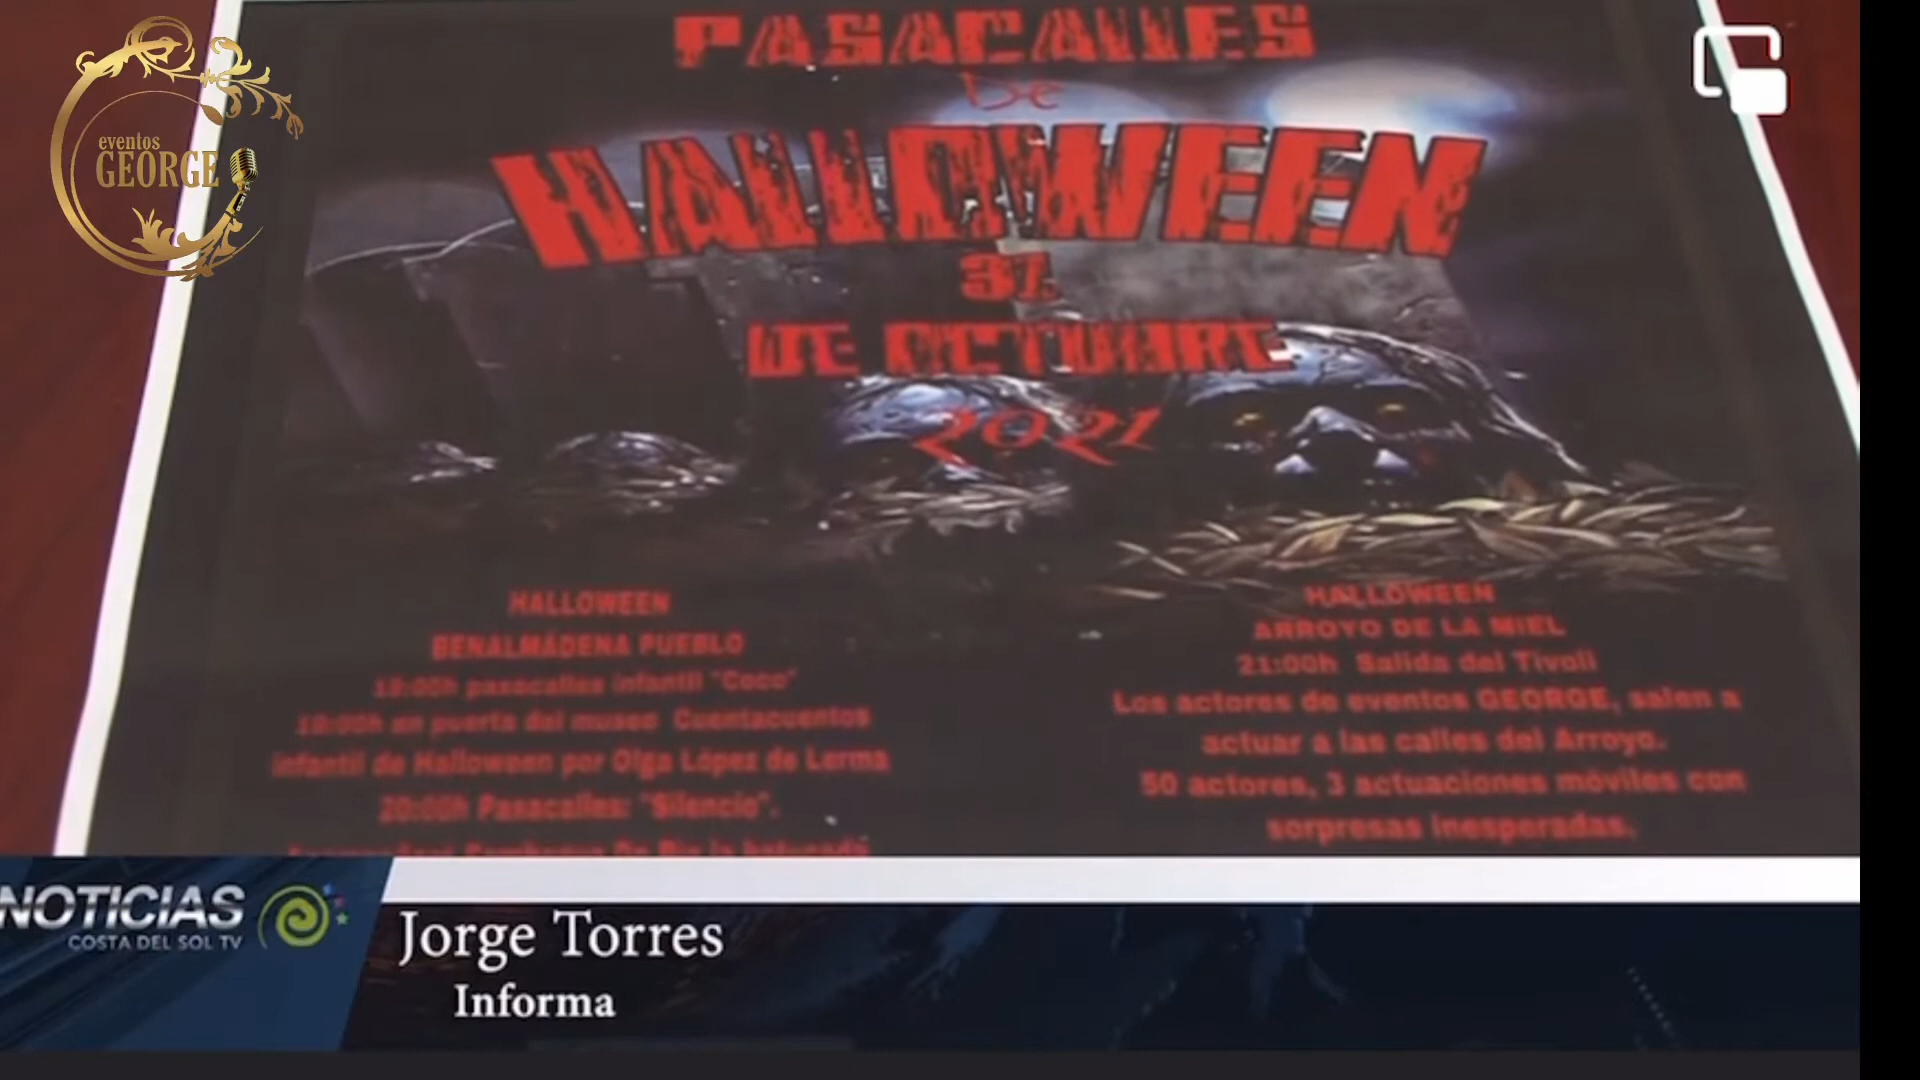 eventos
GEORGE
PASACALLES
De
HALLOWEEN
31
DE OCTUBRE
2021
HALLOWEEN
BENALMÁDENA PUEBLO
pasacalles infantil "Coco"
en puerta del museo Cuentacuentos
infantil de Halloween por Olga López de Lerma
20:00h Pasacalles: "Silencio".
HALLOWEEN
ARROYO DE LA MIEL
21:00h Salida del Tivoli
Los actores de eventos GEORGE, salen a
actuar a las calles del Arroyo.
50 actores, 3 actuaciones móviles con
sorpresas inesperadas.
NOTICIAS
COSTA DEL SOL TV
Jorge Torres
Informa